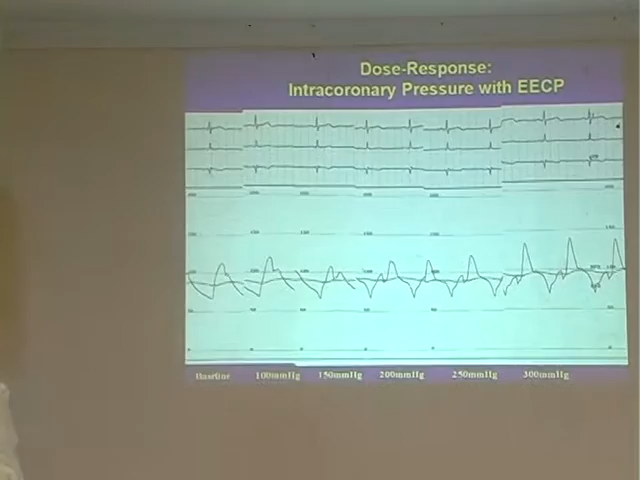 Dose-Response:
Intracoronary Pressure with EECP
Baseline 100mmHg 150mmHg 200mmHg 250mmHg 300mmHg